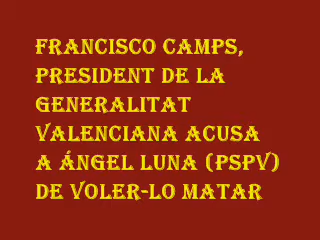 FRANCISCO CAMPS,
PRESIDENT DE LA
GENERALITAT
VALENCIANA ACUSA
A ÁNGEL LUNA (PSPV)
DE VOLER-LO MATAR